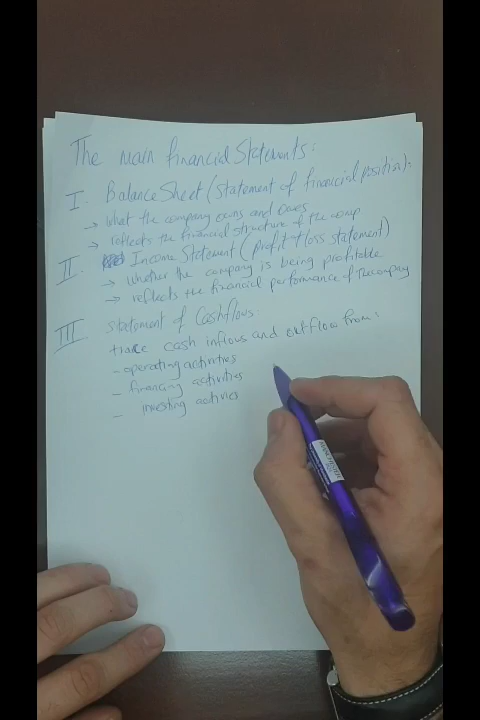 The main financial Statements:
I. Balance Sheet (Statement of financial position):
→ What the company owns and owes
→ reflects the financial structure of the comp
II. Income Statement (profit + loss statement)
→ Whether the company is being profitable
→ reflects the financial performance of the company
III Statement of Cashflows
trace cash inflows and outflow from:
- operating activities
- financing activities
- investing activies